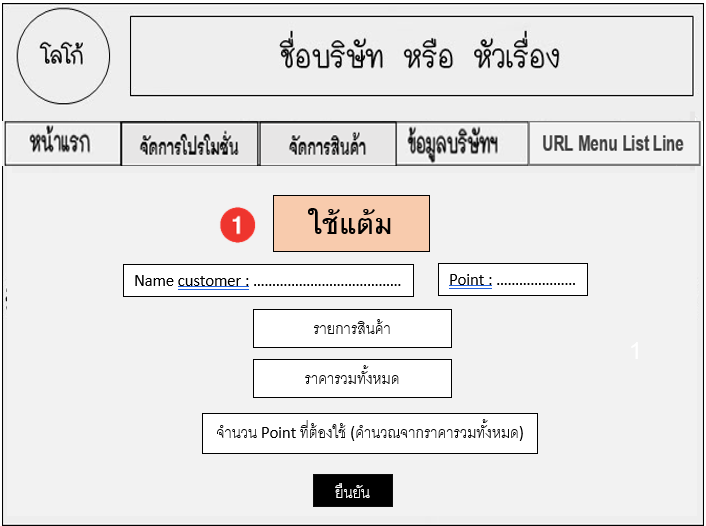 โลโก้
ชื่อบริษัท หรือ หัวเรื่อง
หน้าแรก จัดการโปรโมชั่น จัดการสินค้า ข้อมูลบริษัทฯ URL Menu List Line
1 ใช้แต้ม
Name customer : ....................................... Point : .....................
รายการสินค้า
1
ราคารวมทั้งหมด
จำนวน Point ที่ต้องใช้ (คำนวณจากราคารวมทั้งหมด)
ยืนยัน